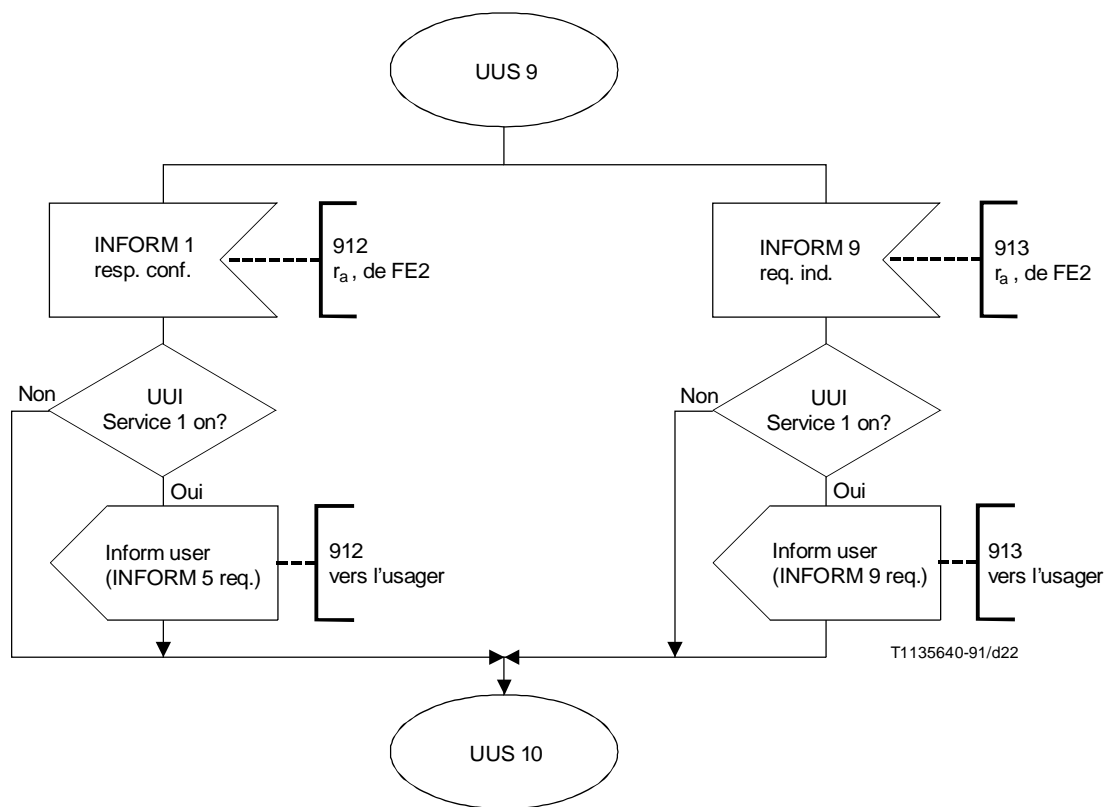 UUS 9
INFORM 1
resp. conf.
912
ra , de FE2
INFORM 9
req. ind.
913
ra , de FE2
Non
UUI
Service 1 on?
Oui
Non
UUI
Service 1 on?
Oui
Inform user
(INFORM 5 req.)
912
vers l'usager
Inform user
(INFORM 9 req.)
913
vers l'usager
T1135640-91/d22
UUS 10